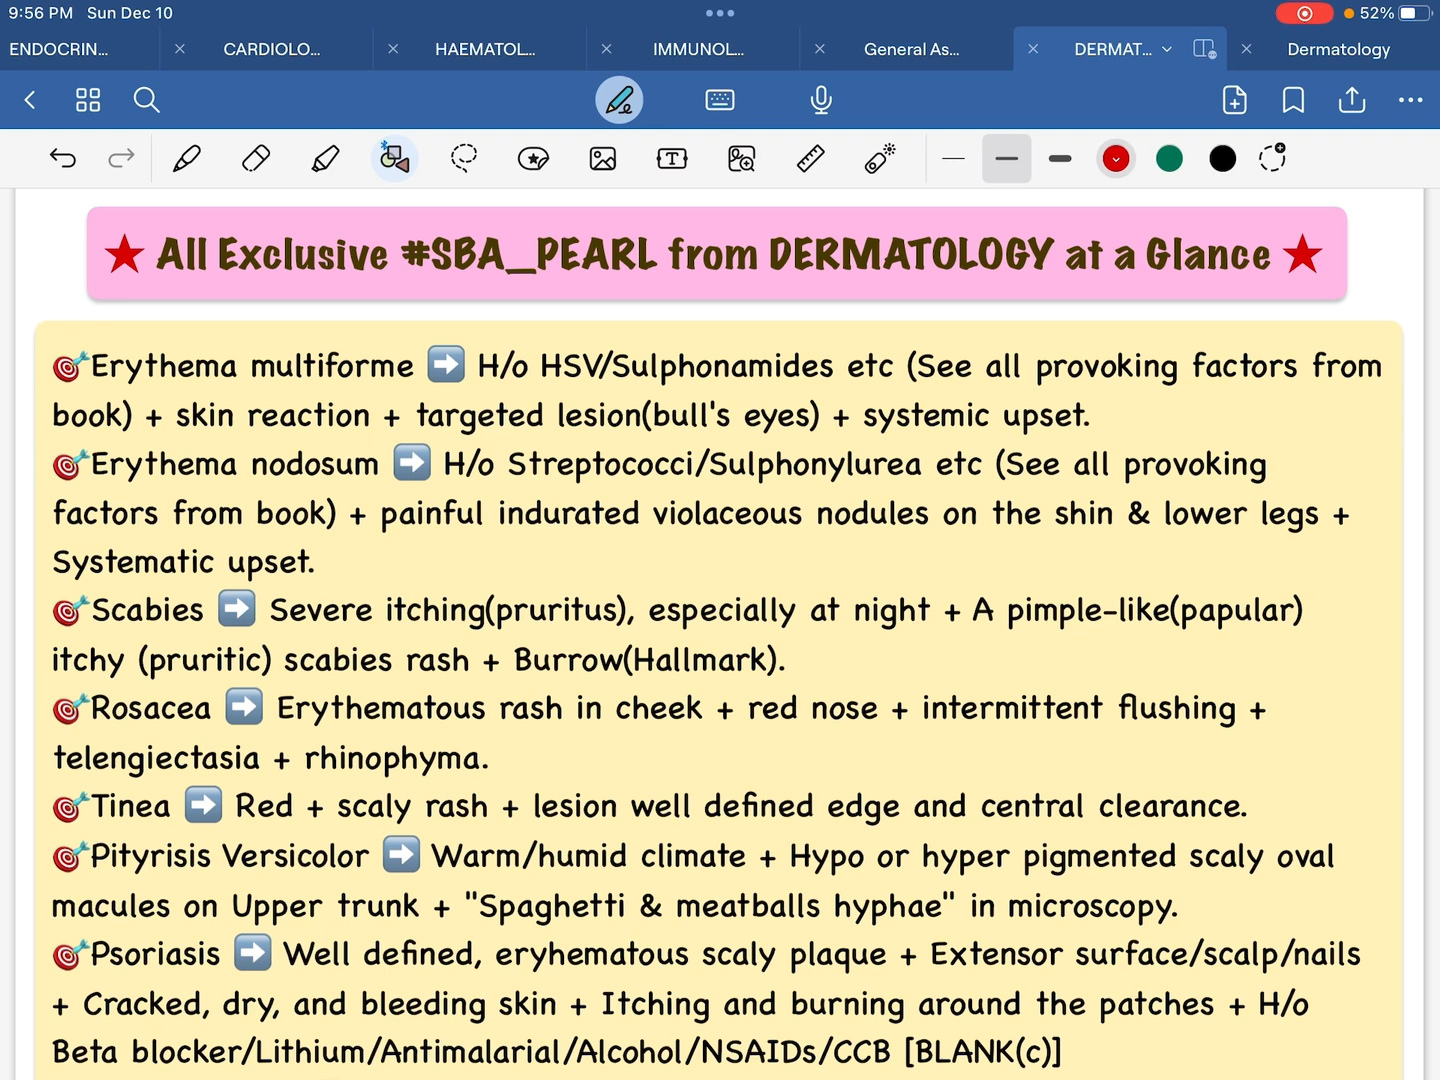 9:56 PM Sun Dec 10 52%
ENDOCRIN... CARDIOLO... HAEMATOL... IMMUNOL... General As... DERMAT... Dermatology
★ All Exclusive #SBA_PEARL from DERMATOLOGY at a Glance ★
🎯Erythema multiforme ➡️ H/o HSV/Sulphonamides etc (See all provoking factors from
book) + skin reaction + targeted lesion(bull's eyes) + systemic upset.
🎯Erythema nodosum ➡️ H/o Streptococci/Sulphonylurea etc (See all provoking
factors from book) + painful indurated violaceous nodules on the shin & lower legs +
Systematic upset.
🎯Scabies ➡️ Severe itching(pruritus), especially at night + A pimple-like(papular)
itchy (pruritic) scabies rash + Burrow(Hallmark).
🎯Rosacea ➡️ Erythematous rash in cheek + red nose + intermittent flushing +
telengiectasia + rhinophyma.
🎯Tinea ➡️ Red + scaly rash + lesion well defined edge and central clearance.
🎯Pityrisis Versicolor ➡️ Warm/humid climate + Hypo or hyper pigmented scaly oval
macules on Upper trunk + "Spaghetti & meatballs hyphae" in microscopy.
🎯Psoriasis ➡️ Well defined, eryhematous scaly plaque + Extensor surface/scalp/nails
+ Cracked, dry, and bleeding skin + Itching and burning around the patches + H/o
Beta blocker/Lithium/Antimalarial/Alcohol/NSAIDs/CCB [BLANK(c)]